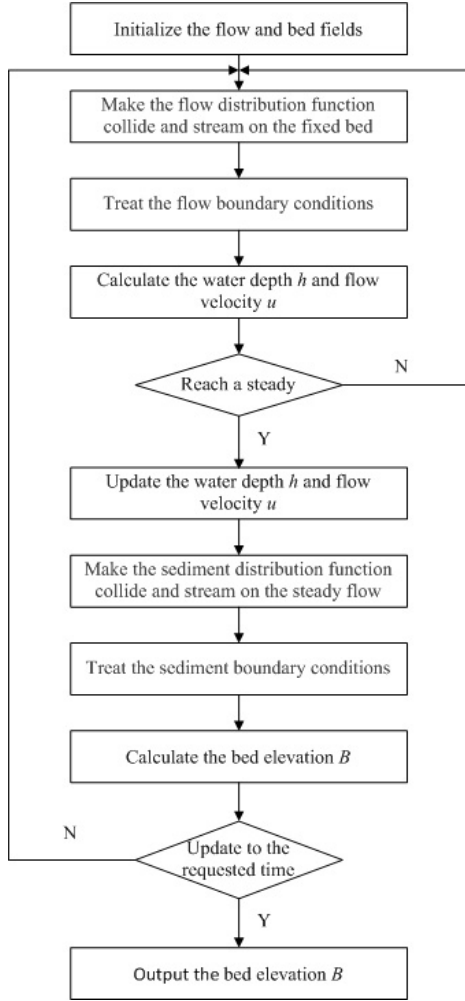 Initialize the flow and bed fields
Make the flow distribution function
collide and stream on the fixed bed
Treat the flow boundary conditions
Calculate the water depth h and flow
velocity u
Reach a steady
N
Y
Update the water depth h and flow
velocity u
Make the sediment distribution function
collide and stream on the steady flow
Treat the sediment boundary conditions
Calculate the bed elevation B
N
Update to the
requested time
Y
Output the bed elevation B